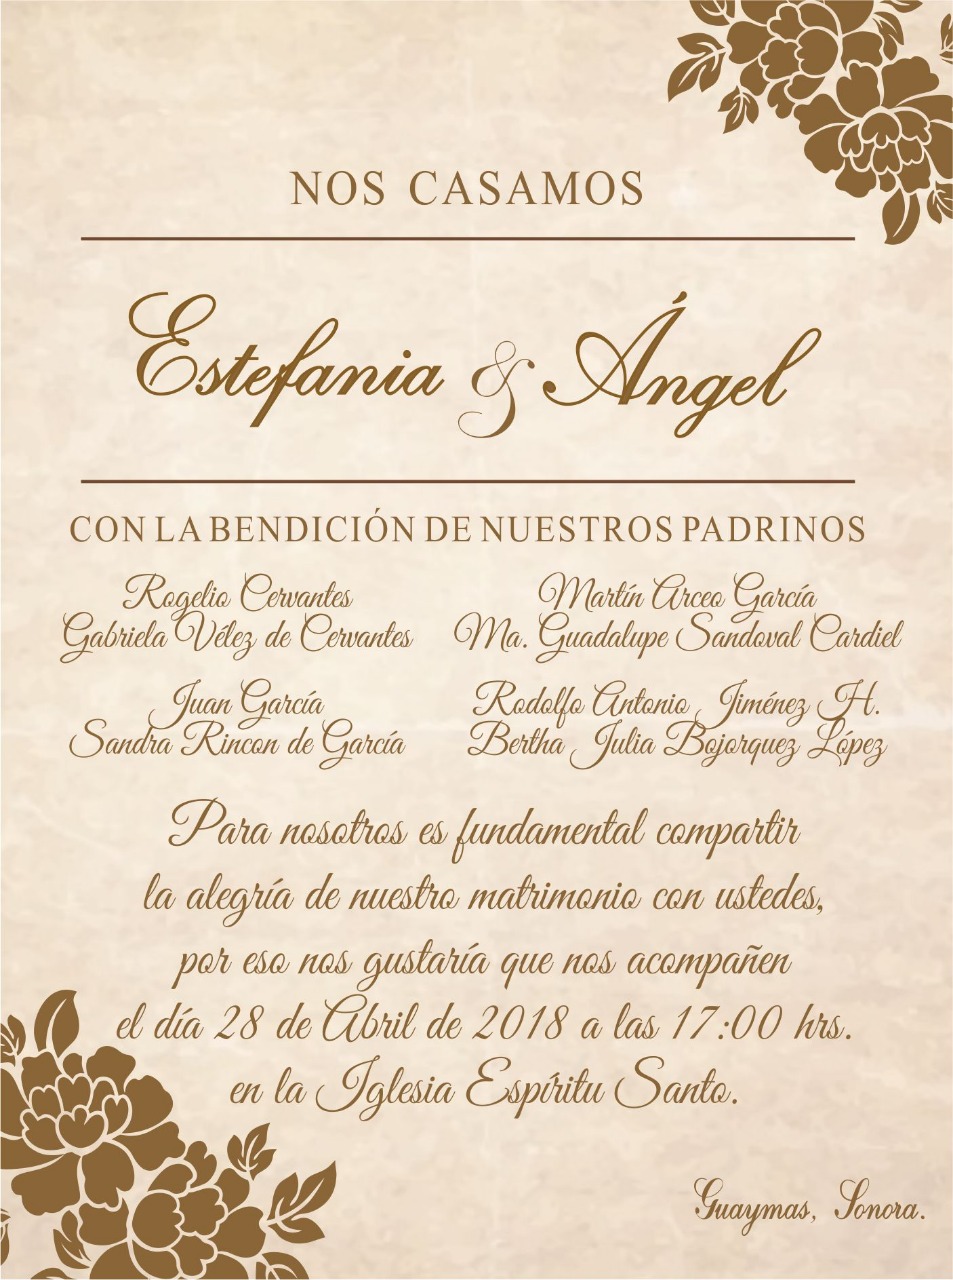 NOS CASAMOS
Estefania & Ángel
CON LA BENDICIÓN DE NUESTROS PADRINOS
Rogelio Cervantes
Gabriela Vélez de Cervantes
Martín Arceo García
Ma. Guadalupe Sandoval Cardiel
Juan García
Sandra Rincon de García
Rodolfo Antonio Jiménez H.
Bertha Julia Bojorquez López
Para nosotros es fundamental compartir
la alegría de nuestro matrimonio con ustedes,
por eso nos gustaría que nos acompañen
el día 28 de Abril de 2018 a las 17:00 hrs.
en la Iglesia Espíritu Santo.
Guaymas, Sonora.